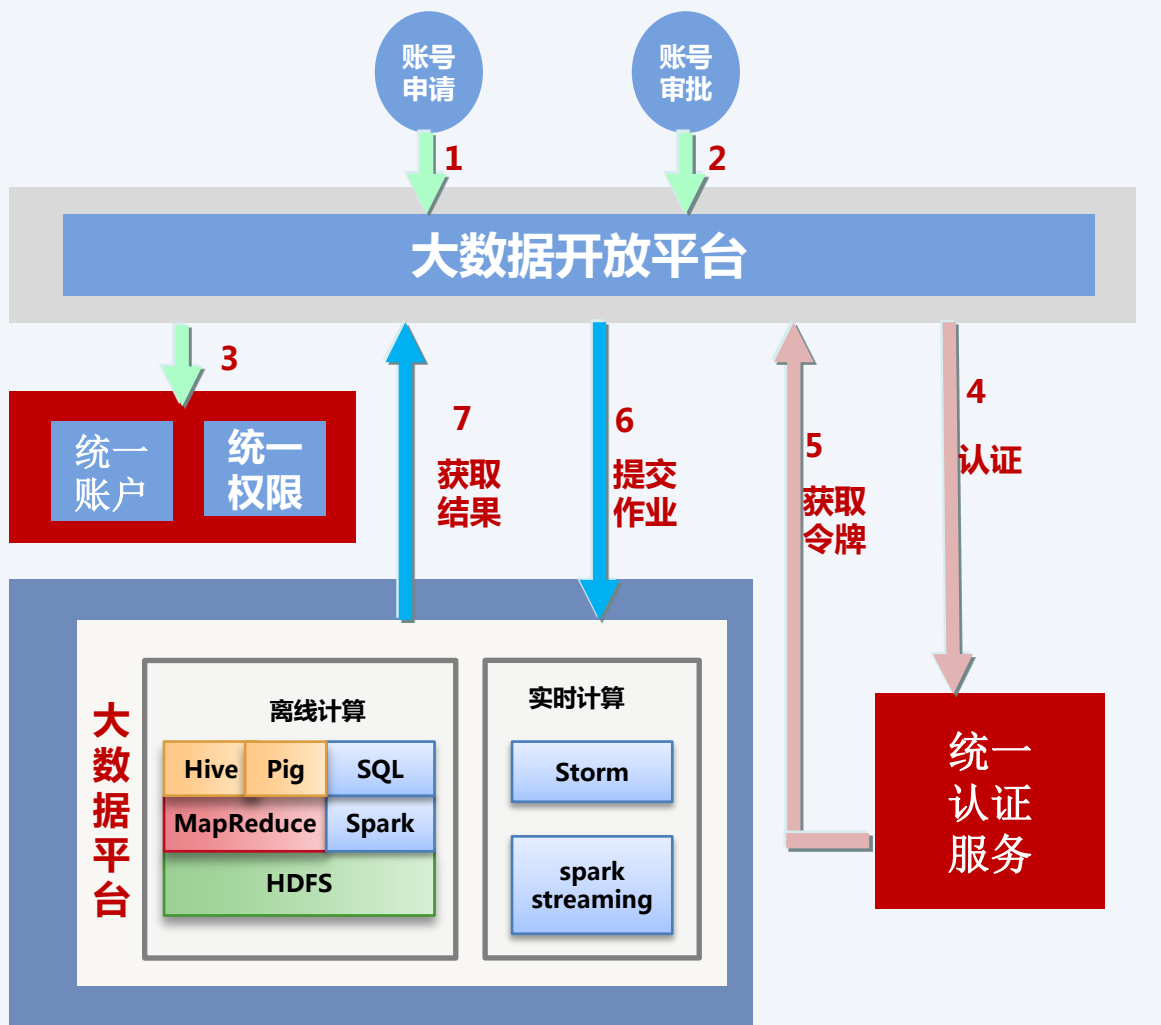 账号
申请
账号
审批
1
2
大数据开放平台
3
统一
账户
统一
权限
7
获取
结果
6
提交
作业
5
获取
令牌
4
认证
大
数
据
平
台
离线计算
Hive
Pig
SQL
MapReduce
Spark
HDFS
实时计算
Storm
spark
streaming
统一
认证
服务